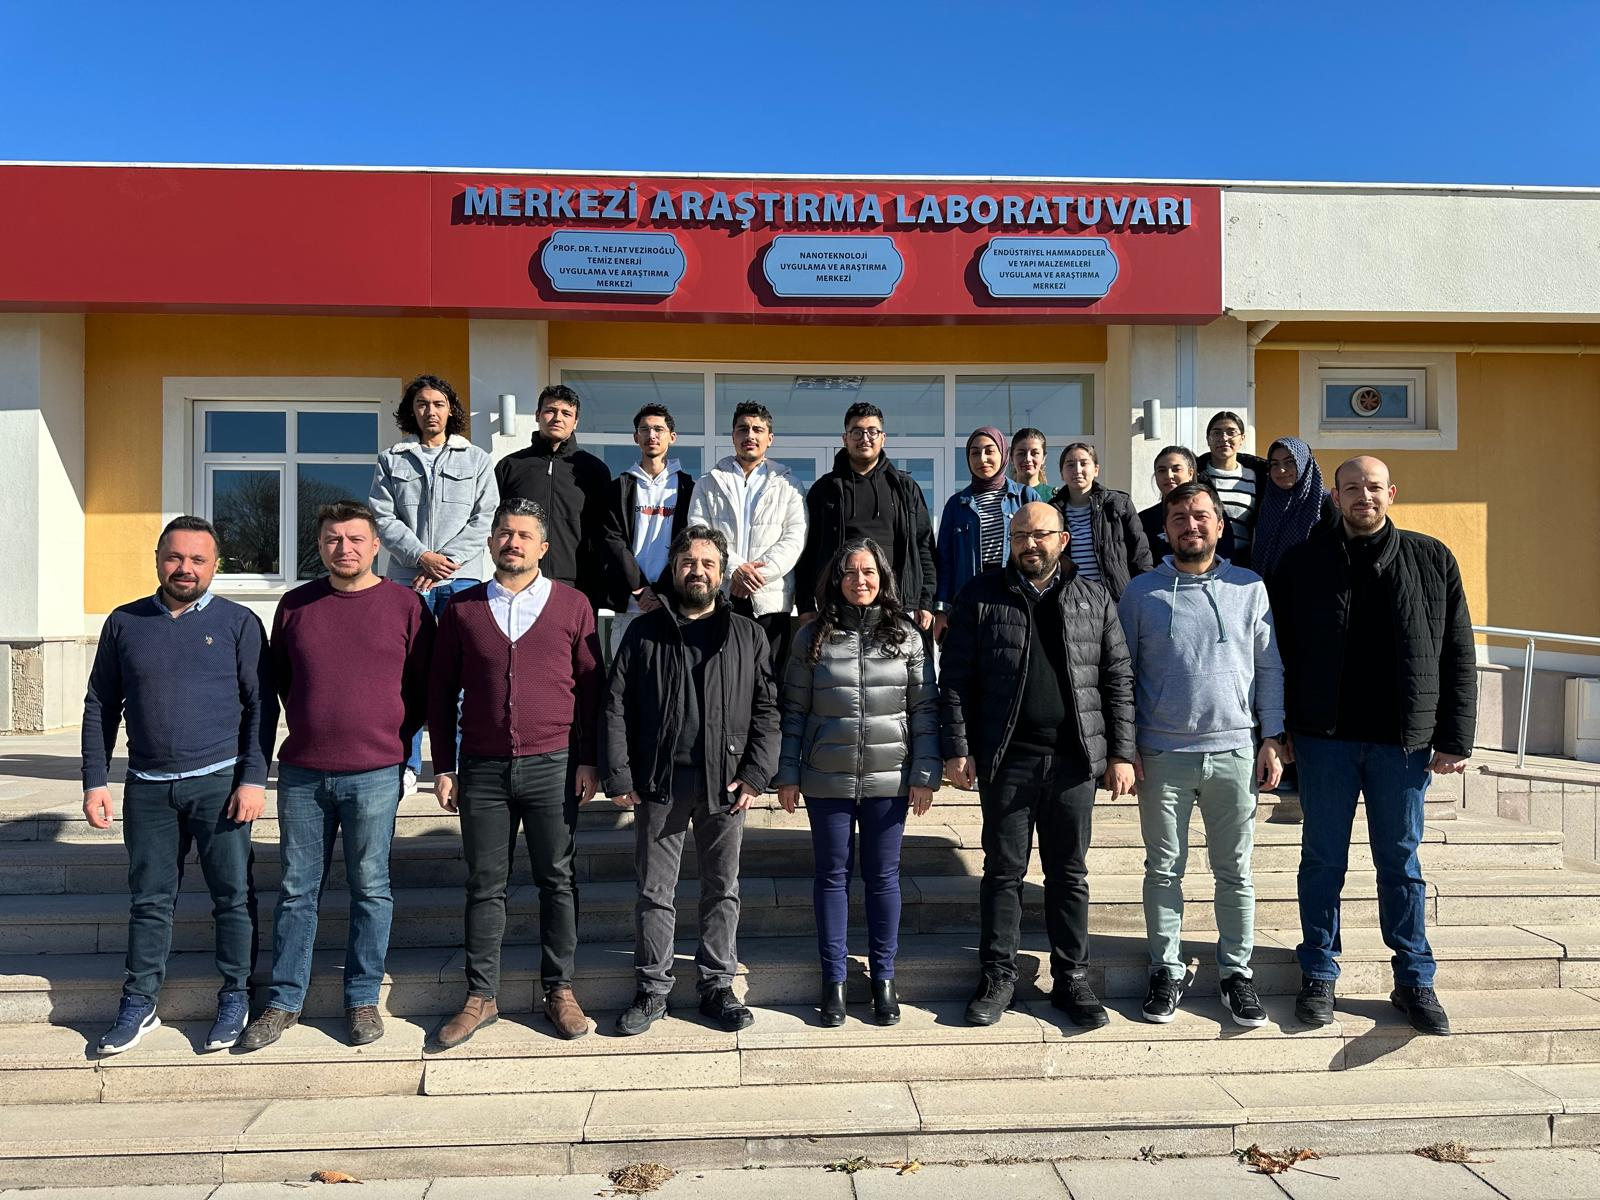 MERKEZİ ARAŞTIRMA LABORATUVARI
PROF. DR. T. NEJAT VEZİROĞLU
TEMİZ ENERJİ
UYGULAMA VE ARAŞTIRMA
MERKEZİ
NANOTEKNOLOJİ
UYGULAMA VE ARAŞTIRMA
MERKEZİ
ENDÜSTRİYEL HAMMADDELER
VE YAPI MALZEMELERİ
UYGULAMA VE ARAŞTIRMA
MERKEZİ